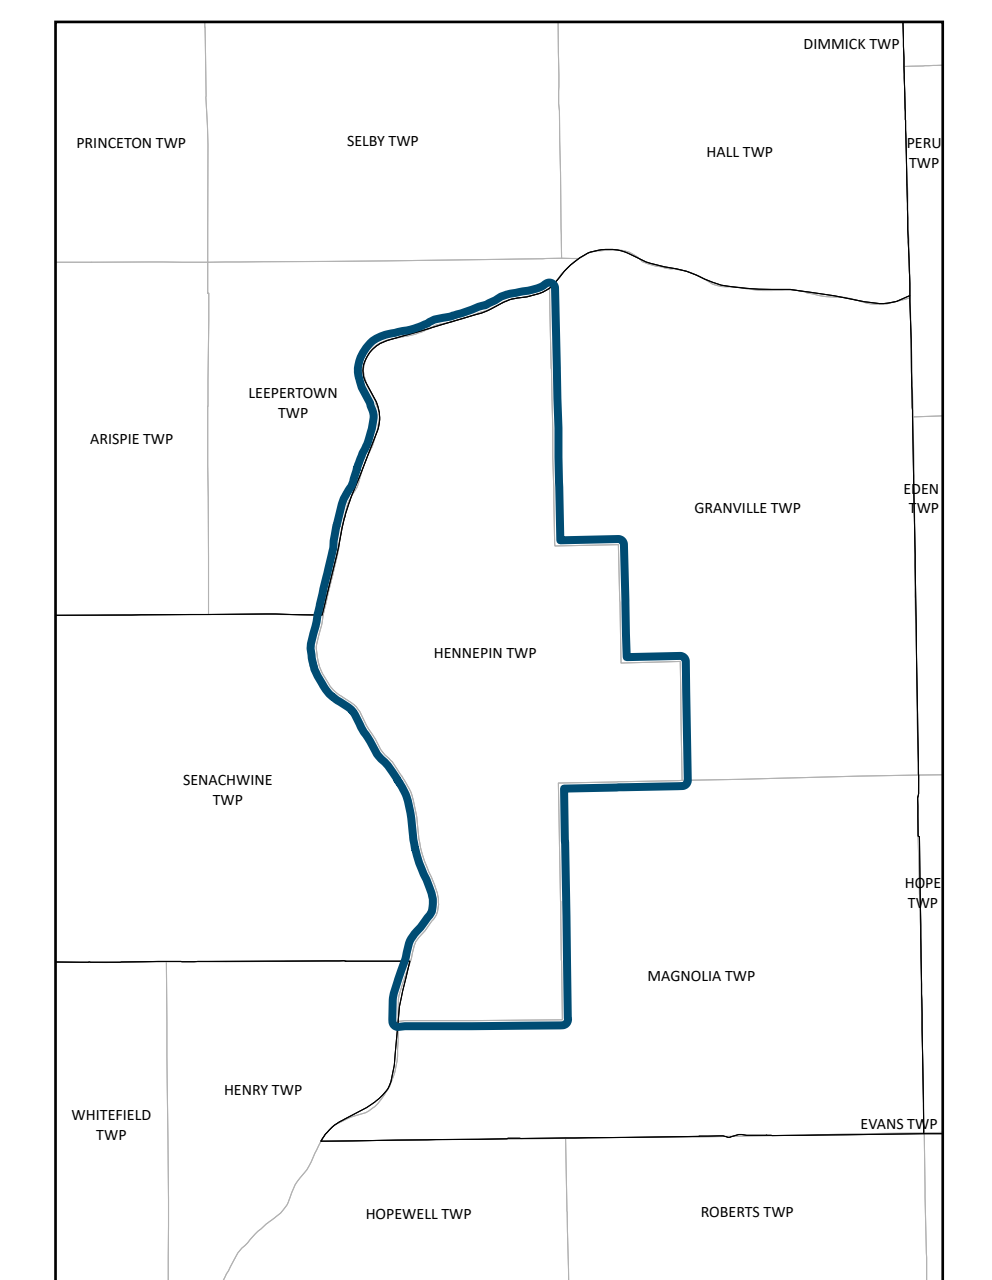 DIMMICK TWP
PRINCETON TWP
SELBY TWP
HALL TWP
PERU
TWP
LEEPERTOWN
TWP
ARISPIE TWP
GRANVILLE TWP
EDEN
TWP
HENNEPIN TWP
SENACHWINE
TWP
HOPE
TWP
MAGNOLIA TWP
HENRY TWP
WHITEFIELD
TWP
EVANS TWP
HOPEWELL TWP
ROBERTS TWP